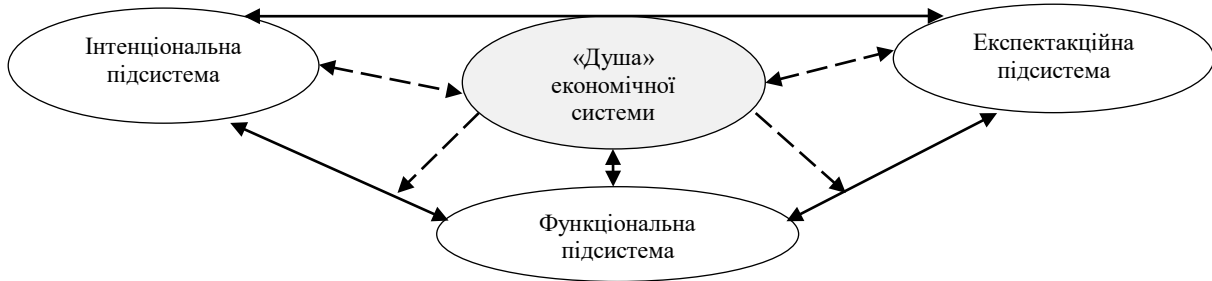 Інтенціональна
підсистема
«Душа»
економічної
системи
Експектакційна
підсистема
Функціональна
підсистема